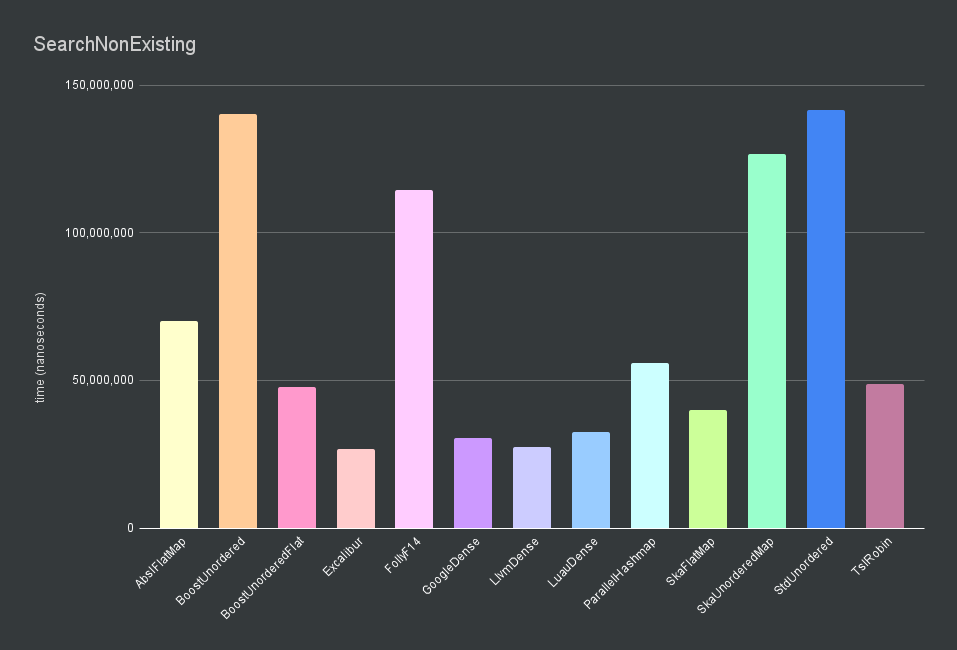 SearchNonExisting
150,000,000
100,000,000
50,000,000
0
time (nanoseconds)
AbslFlatMap
BoostUnordered
BoostUnorderedFlat
Excalibur
FollyF14
GoogleDense
LlvmDense
LuauDense
ParallelHashmap
SkaFlatMap
SkaUnorderedMap
StdUnordered
TslRobin